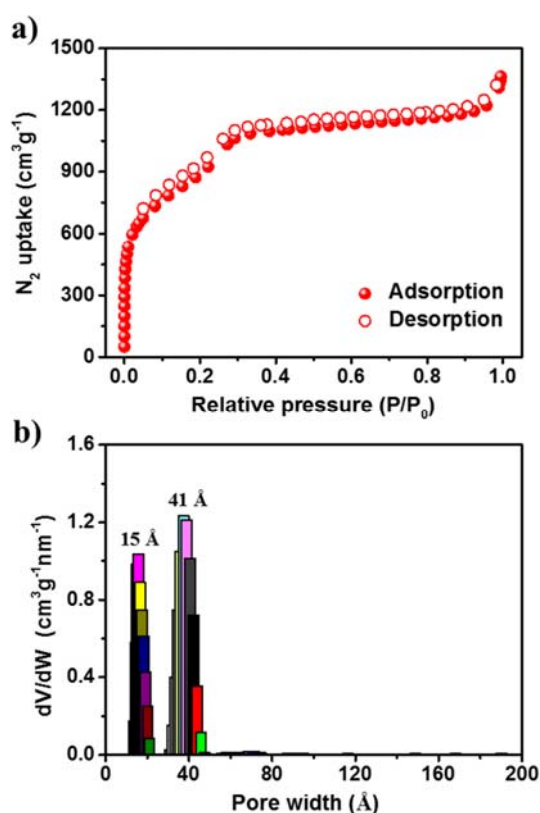 a)
1500
1200
900
600
300
0
N₂ uptake (cm³g⁻¹)
Adsorption
Desorption
0.0 0.2 0.4 0.6 0.8 1.0
Relative pressure (P/P₀)
b)
1.6
1.2
0.8
0.4
0.0
dV/dW (cm³g⁻¹nm⁻¹)
15 Å
41 Å
0 40 80 120 160 200
Pore width (Å)